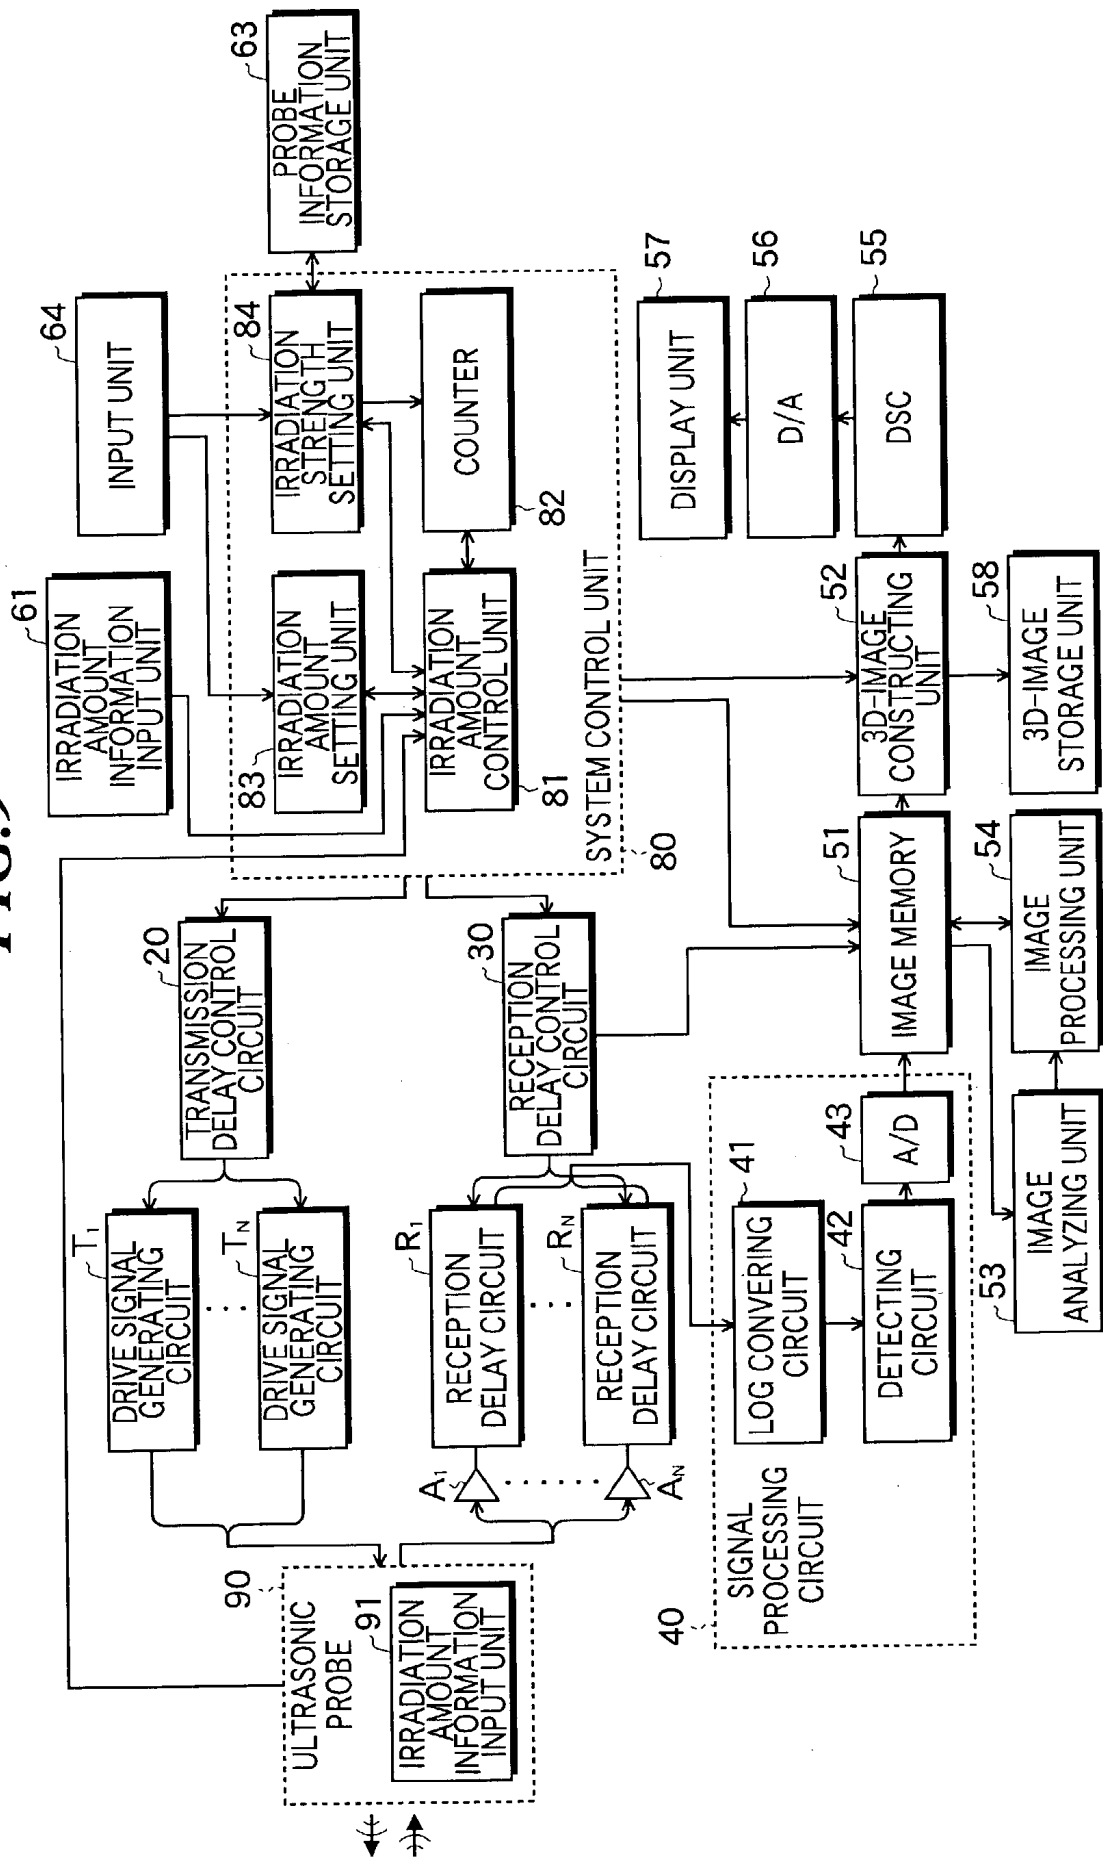 FIG.9
61
IRRADIATION
AMOUNT
INFORMATION
INPUT UNIT
64
INPUT UNIT
63
PROBE
INFORMATION
STORAGE UNIT
83
IRRADIATION
AMOUNT
SETTING UNIT
84
IRRADIATION
STRENGTH
SETTING UNIT
81
IRRADIATION
AMOUNT
CONTROL UNIT
82
COUNTER
SYSTEM CONTROL UNIT
80
20
TRANSMISSION
DELAY CONTROL
CIRCUIT
30
RECEPTION
DELAY CONTROL
CIRCUIT
T1
DRIVE SIGNAL
GENERATING
CIRCUIT
TN
DRIVE SIGNAL
GENERATING
CIRCUIT
R1
RECEPTION
DELAY CIRCUIT
RN
RECEPTION
DELAY CIRCUIT
A1
AN
90
ULTRASONIC
PROBE
91
IRRADIATION
AMOUNT
INFORMATION
INPUT UNIT
40
SIGNAL
PROCESSING
CIRCUIT
41
LOG CONVERING
CIRCUIT
42
DETECTING
CIRCUIT
43
A/D
51
IMAGE MEMORY
52
3D-IMAGE
CONSTRUCTING
UNIT
53
IMAGE
ANALYZING UNIT
54
IMAGE
PROCESSING UNIT
58
3D-IMAGE
STORAGE UNIT
57
DISPLAY UNIT
56
D/A
55
DSC